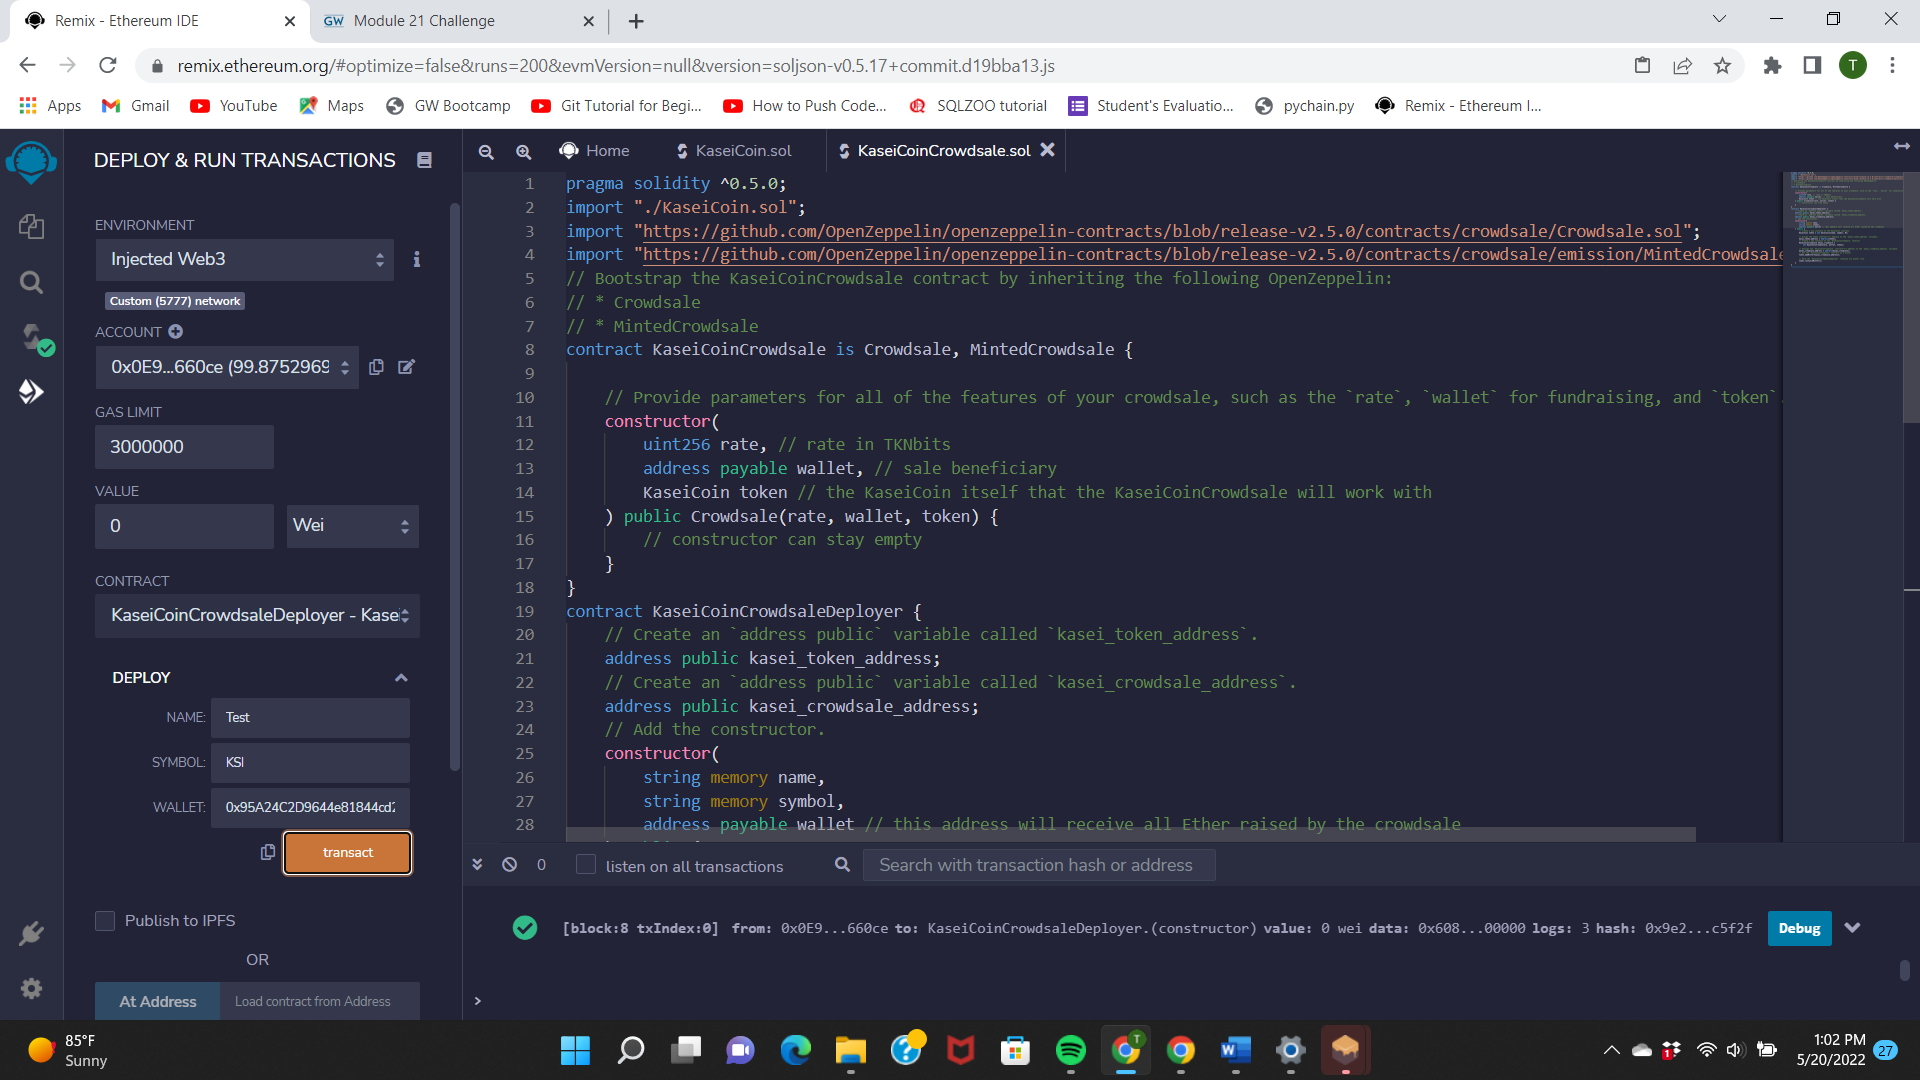 Remix - Ethereum IDE
GW Module 21 Challenge
remix.ethereum.org/#optimize=false&runs=200&evmVersion=null&version=soljson-v0.5.17+commit.d19bba13.js
T
Apps Gmail YouTube Maps GW Bootcamp Git Tutorial for Begi... How to Push Code... SQLZOO tutorial Student's Evaluatio... pychain.py Remix - Ethereum I...
DEPLOY & RUN TRANSACTIONS
ENVIRONMENT
Injected Web3
Custom (5777) network
ACCOUNT
0x0E9...660ce (99.8752969
GAS LIMIT
3000000
VALUE
0
Wei
CONTRACT
KaseiCoinCrowdsaleDeployer - Kasei
DEPLOY
NAME: Test
SYMBOL: KSI
WALLET: 0x95A24C2D9644e81844cd2
transact
Publish to IPFS
OR
At Address Load contract from Address
Home KaseiCoin.sol KaseiCoinCrowdsale.sol
1 pragma solidity ^0.5.0;
2 import "./KaseiCoin.sol";
3 import "https://github.com/OpenZeppelin/openzeppelin-contracts/blob/release-v2.5.0/contracts/crowdsale/Crowdsale.sol";
4 import "https://github.com/OpenZeppelin/openzeppelin-contracts/blob/release-v2.5.0/contracts/crowdsale/emission/MintedCrowdsale
5 // Bootstrap the KaseiCoinCrowdsale contract by inheriting the following OpenZeppelin:
6 // * Crowdsale
7 // * MintedCrowdsale
8 contract KaseiCoinCrowdsale is Crowdsale, MintedCrowdsale {
9
10 // Provide parameters for all of the features of your crowdsale, such as the `rate`, `wallet` for fundraising, and `token`.
11 constructor(
12 uint256 rate, // rate in TKNbits
13 address payable wallet, // sale beneficiary
14 KaseiCoin token // the KaseiCoin itself that the KaseiCoinCrowdsale will work with
15 ) public Crowdsale(rate, wallet, token) {
16 // constructor can stay empty
17 }
18 }
19 contract KaseiCoinCrowdsaleDeployer {
20 // Create an `address public` variable called `kasei_token_address`.
21 address public kasei_token_address;
22 // Create an `address public` variable called `kasei_crowdsale_address`.
23 address public kasei_crowdsale_address;
24 // Add the constructor.
25 constructor(
26 string memory name,
27 string memory symbol,
28 address payable wallet // this address will receive all Ether raised by the crowdsale
0 listen on all transactions Search with transaction hash or address
[block:8 txIndex:0] from: 0x0E9...660ce to: KaseiCoinCrowdsaleDeployer.(constructor) value: 0 wei data: 0x608...00000 logs: 3 hash: 0x9e2...c5f2f Debug
>
85°F
Sunny
1:02 PM
5/20/2022
27